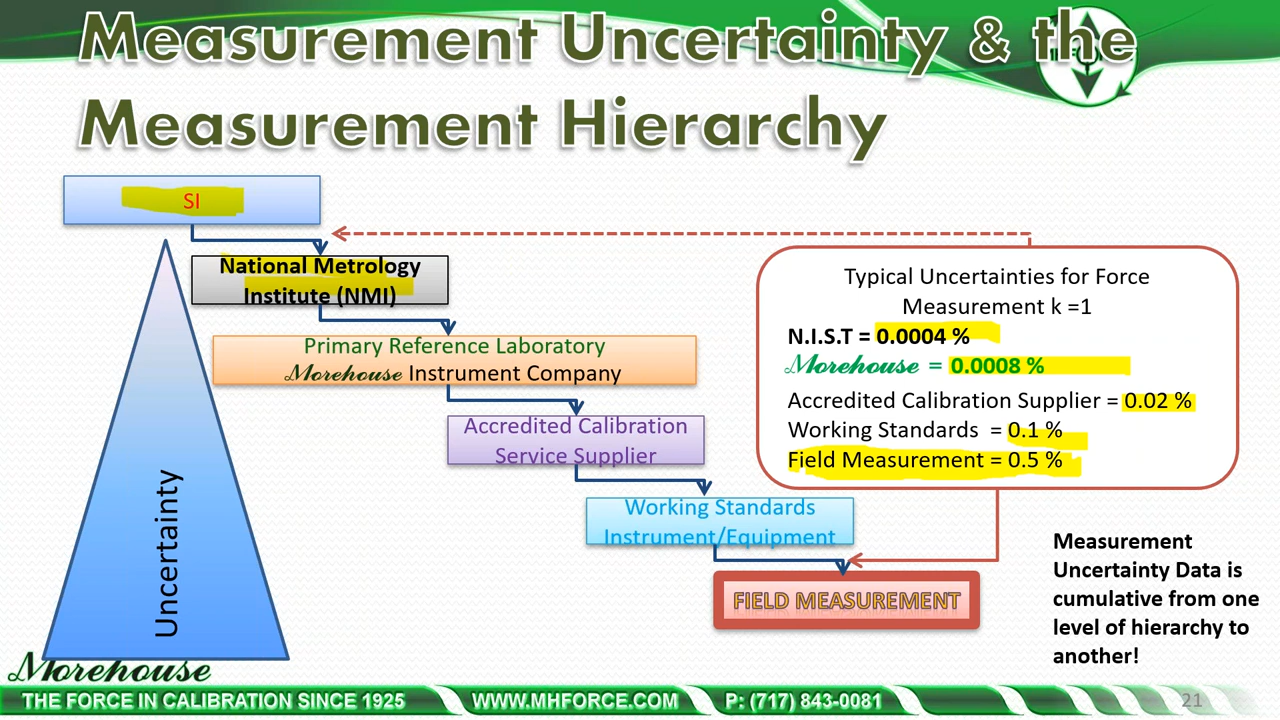 Measurement Uncertainty & the
Measurement Hierarchy
SI
National Metrology
Institute (NMI)
Primary Reference Laboratory
Morehouse Instrument Company
Accredited Calibration
Service Supplier
Working Standards
Instrument/Equipment
FIELD MEASUREMENT
Uncertainty
Typical Uncertainties for Force
Measurement k =1
N.I.S.T = 0.0004 %
Morehouse = 0.0008 %
Accredited Calibration Supplier = 0.02 %
Working Standards = 0.1 %
Field Measurement = 0.5 %
Measurement
Uncertainty Data is
cumulative from one
level of hierarchy to
another!
Morehouse
THE FORCE IN CALIBRATION SINCE 1925
WWW.MHFORCE.COM
P: (717) 843-0081
21